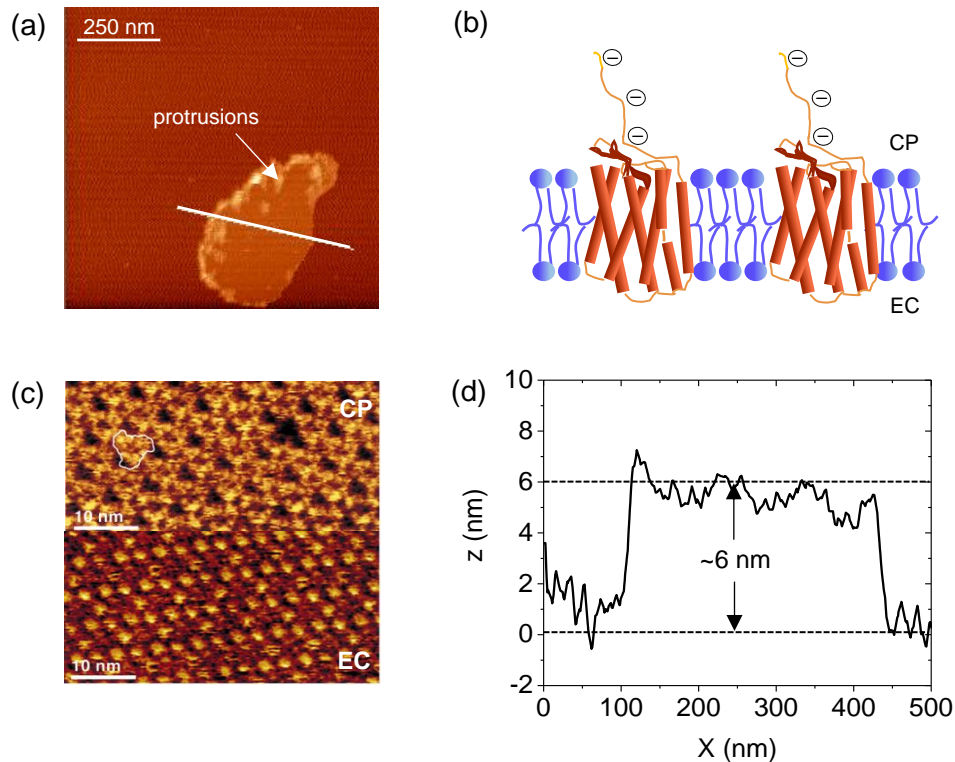 (a)
250 nm
protrusions
(b)
−
−
−
−
−
−
CP
EC
(c)
CP
10 nm
10 nm
EC
(d)
10
8
6
4
2
0
-2
z (nm)
~6 nm
0 100 200 300 400 500
X (nm)